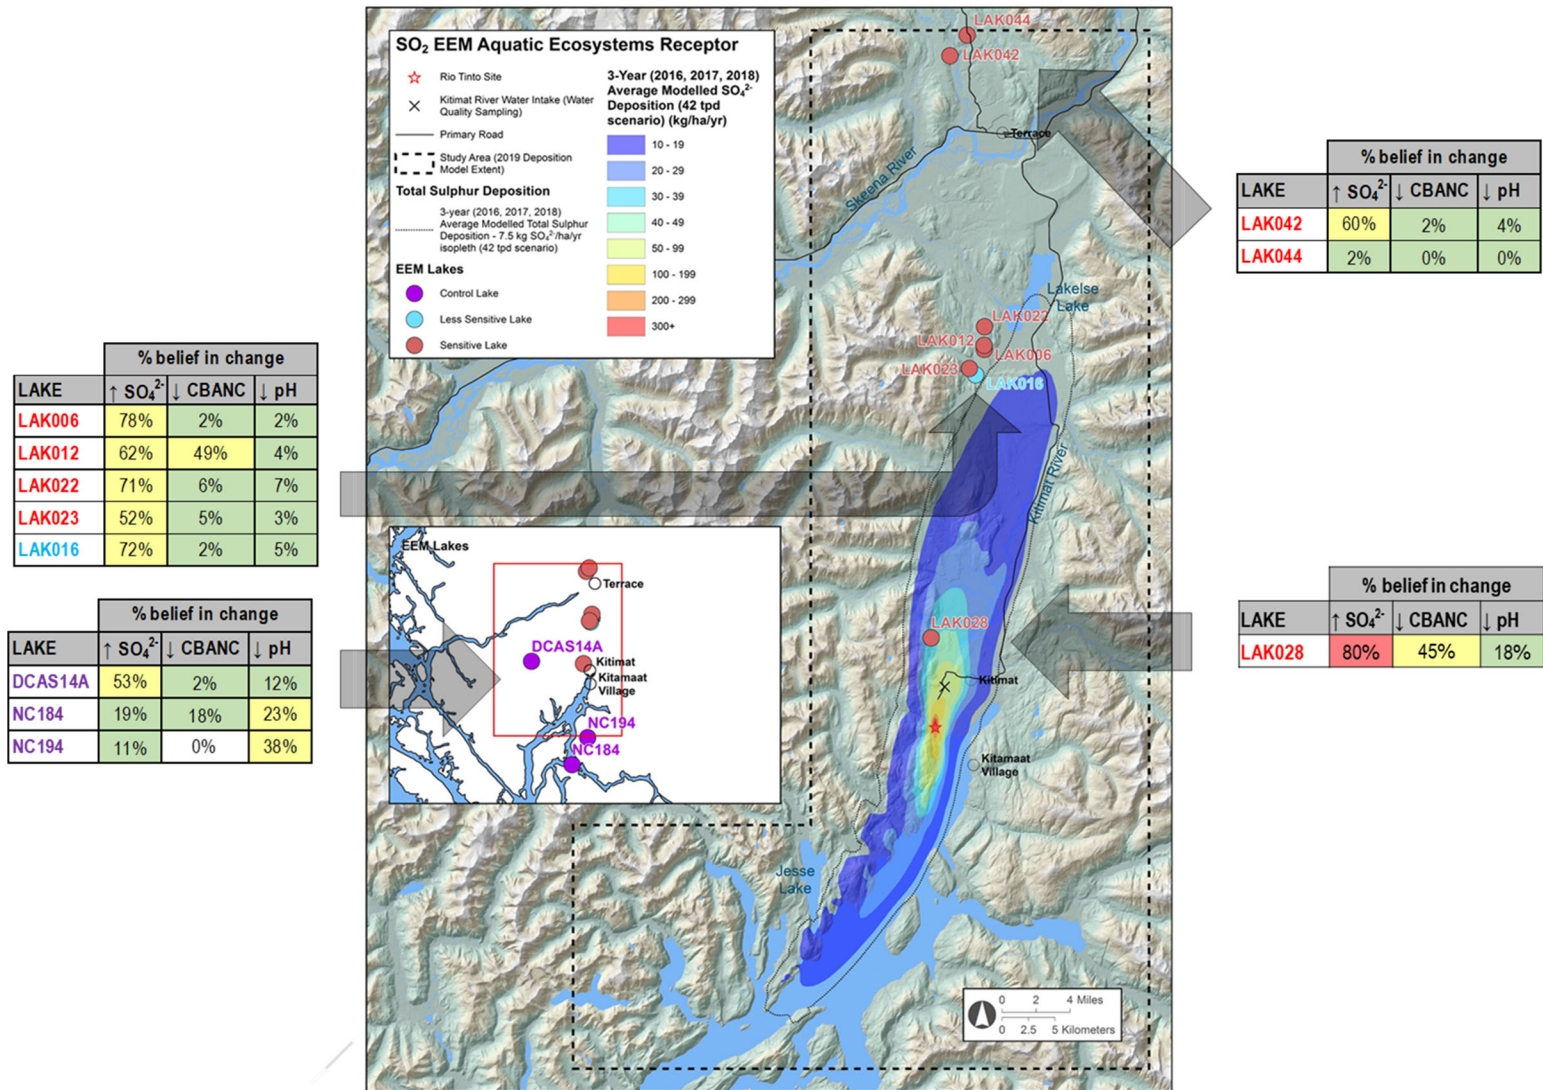 SO₂ EEM Aquatic Ecosystems Receptor
Rio Tinto Site
Kitimat River Water Intake (Water
Quality Sampling)
Primary Road
Study Area (2019 Deposition
Model Extent)
Total Sulphur Deposition
3-year (2016, 2017, 2018)
Average Modelled Total Sulphur
Deposition - 7.5 kg SO₄²⁻/ha/yr
isopleth (42 tpd scenario)
EEM Lakes
Control Lake
Less Sensitive Lake
Sensitive Lake
3-Year (2016, 2017, 2018)
Average Modelled SO₄²⁻
Deposition (42 tpd
scenario) (kg/ha/yr)
10 - 19
20 - 29
30 - 39
40 - 49
50 - 99
100 - 199
200 - 299
300+
LAK044
LAK042
Terrace
Skeena River
Lakelse
Lake
LAK022
LAK012
LAK006
LAK023
LAK016
Kitimat River
LAK028
Kitimat
Kitamaat
Village
Jesse
Lake
0 2 4 Miles
0 2.5 5 Kilometers
EEM Lakes
Terrace
DCAS14A
Kitimat
Kitamaat
Village
NC194
NC184
% belief in change
LAKE ↑ SO₄²⁻ ↓ CBANC ↓ pH
LAK006 78% 2% 2%
LAK012 62% 49% 4%
LAK022 71% 6% 7%
LAK023 52% 5% 3%
LAK016 72% 2% 5%
% belief in change
LAKE ↑ SO₄²⁻ ↓ CBANC ↓ pH
DCAS14A 53% 2% 12%
NC184 19% 18% 23%
NC194 11% 0% 38%
% belief in change
LAKE ↑ SO₄²⁻ ↓ CBANC ↓ pH
LAK042 60% 2% 4%
LAK044 2% 0% 0%
% belief in change
LAKE ↑ SO₄²⁻ ↓ CBANC ↓ pH
LAK028 80% 45% 18%